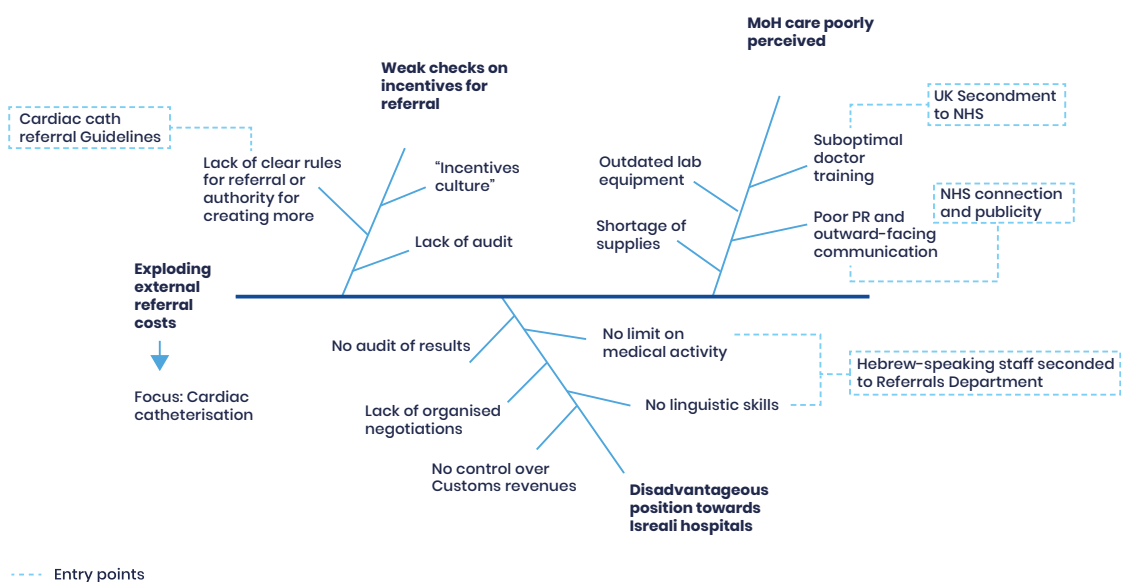 MoH care poorly
perceived
Weak checks on
incentives for
referral
UK Secondment
to NHS
Cardiac cath
referral Guidelines
Suboptimal
doctor
training
Lack of clear rules
for referral or
authority for
creating more
“Incentives
culture”
Outdated lab
equipment
NHS connection
and publicity
Poor PR and
outward-facing
communication
Shortage of
supplies
Lack of audit
Exploding
external
referral
costs
No audit of results
No limit on
medical activity
Hebrew-speaking staff seconded
to Referrals Department
Focus: Cardiac
catheterisation
Lack of organised
negotiations
No linguistic skills
No control over
Customs revenues
Disadvantageous
position towards
Isreali hospitals
Entry points